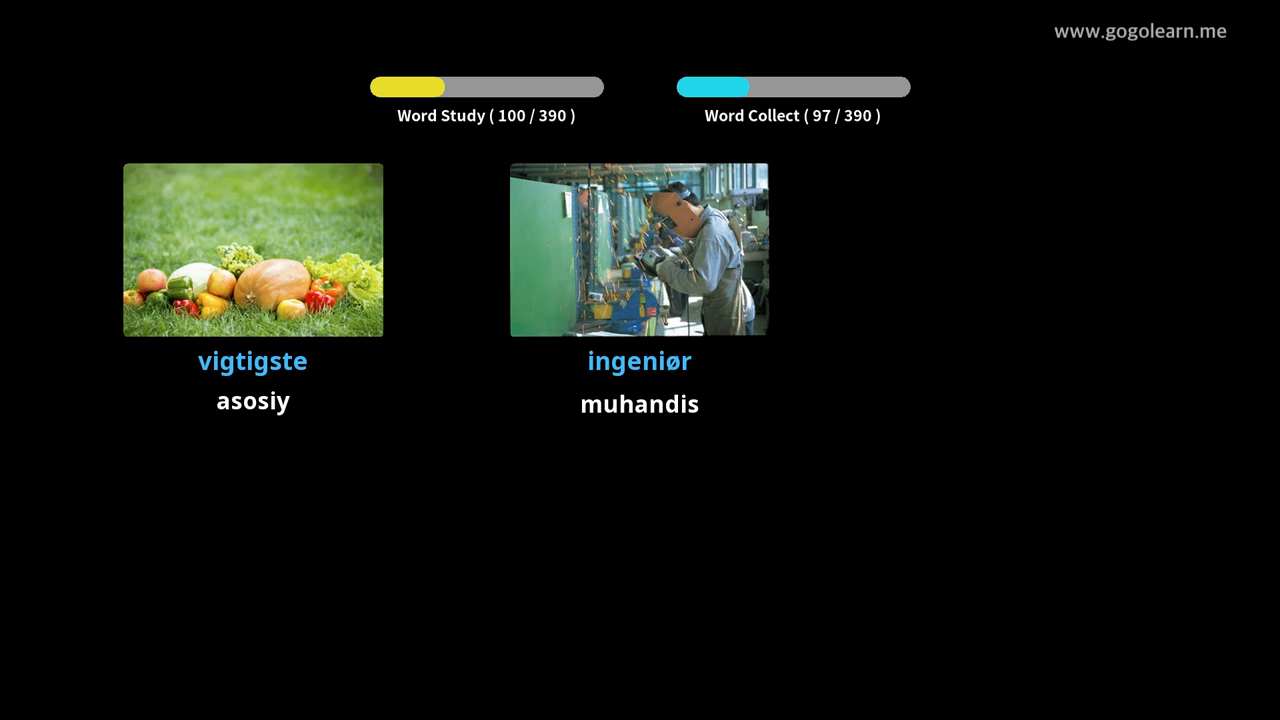 www.gogolearn.me
Word Study ( 100 / 390 )
Word Collect ( 97 / 390 )
vigtigste
asosiy
ingeniør
muhandis